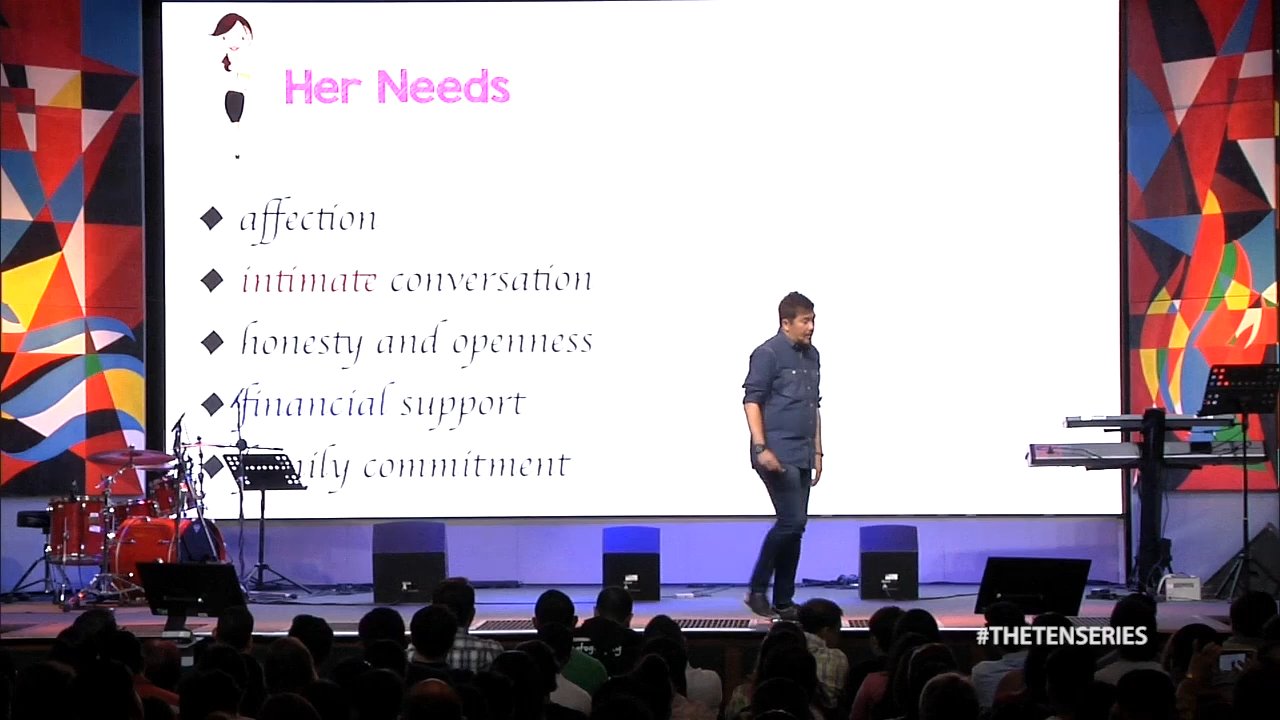 Her Needs
affection
intimate conversation
honesty and openness
financial support
commitment
#THETENSERIES